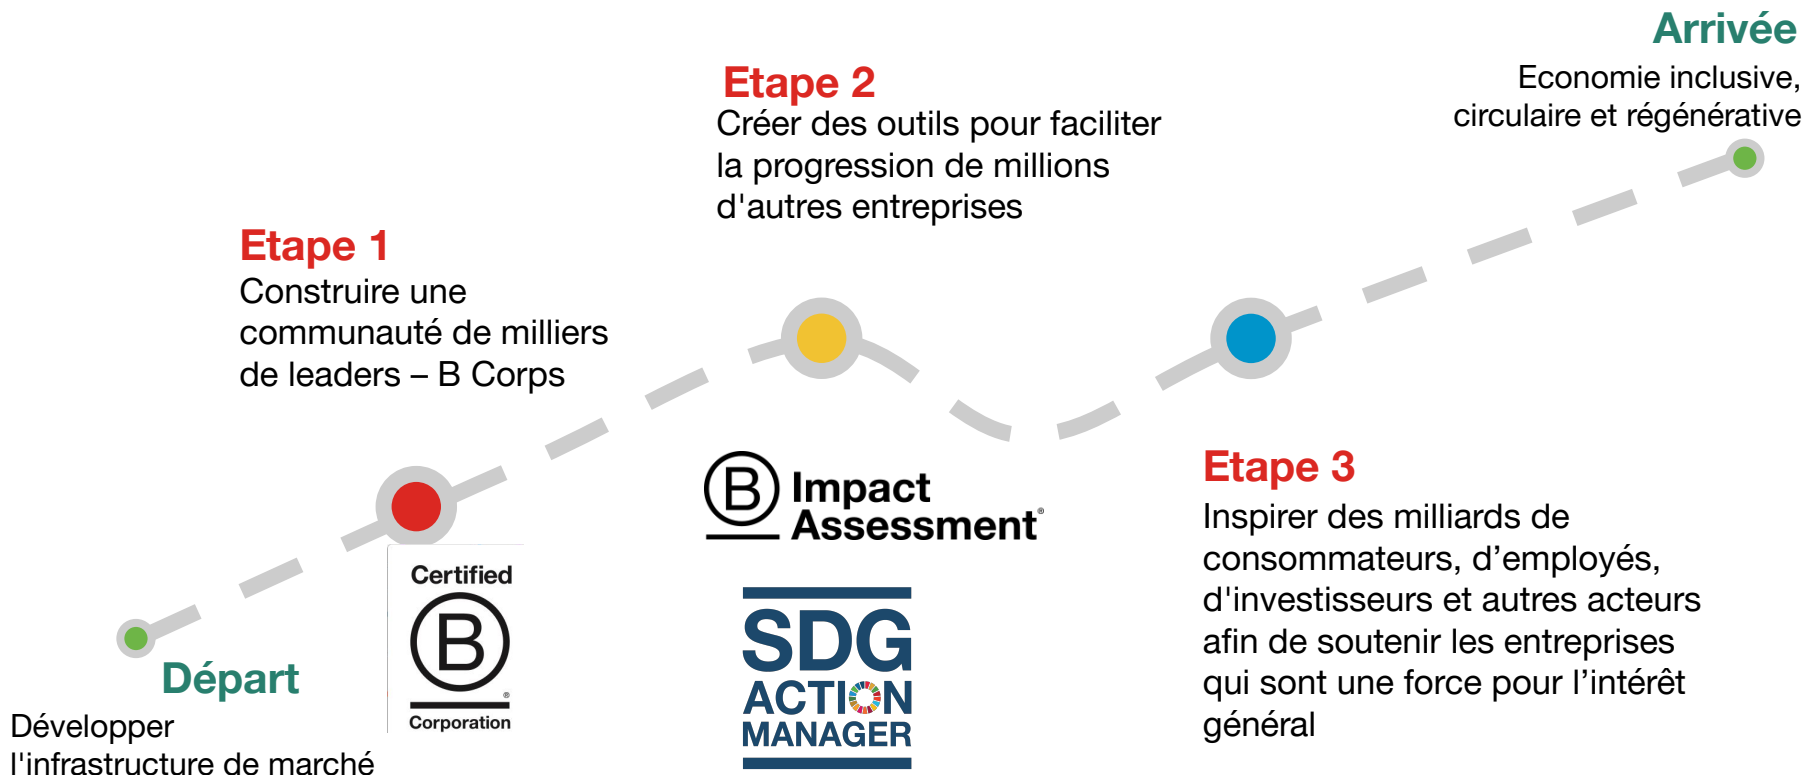 Arrivée
Economie inclusive,
circulaire et régénérative
Etape 2
Créer des outils pour faciliter
la progression de millions
d'autres entreprises
Etape 1
Construire une
communauté de milliers
de leaders – B Corps
B Impact
Assessment®
Etape 3
Inspirer des milliards de
consommateurs, d’employés,
d'investisseurs et autres acteurs
afin de soutenir les entreprises
qui sont une force pour l’intérêt
général
Certified
B
®
Corporation
SDG
ACTION
MANAGER
Départ
Développer
l'infrastructure de marché